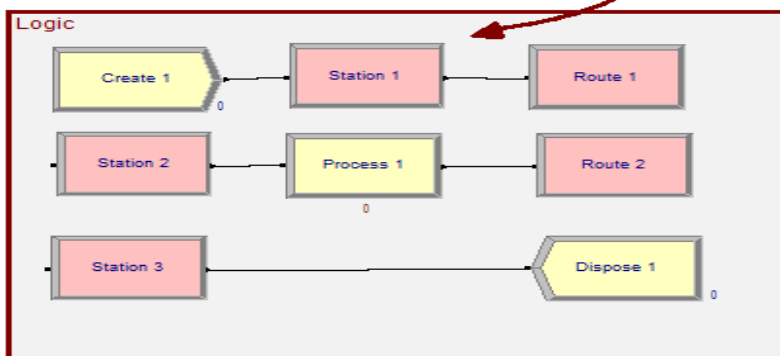 Logic
Create 1
Station 1
Route 1
0
Station 2
Process 1
Route 2
0
Station 3
Dispose 1
0